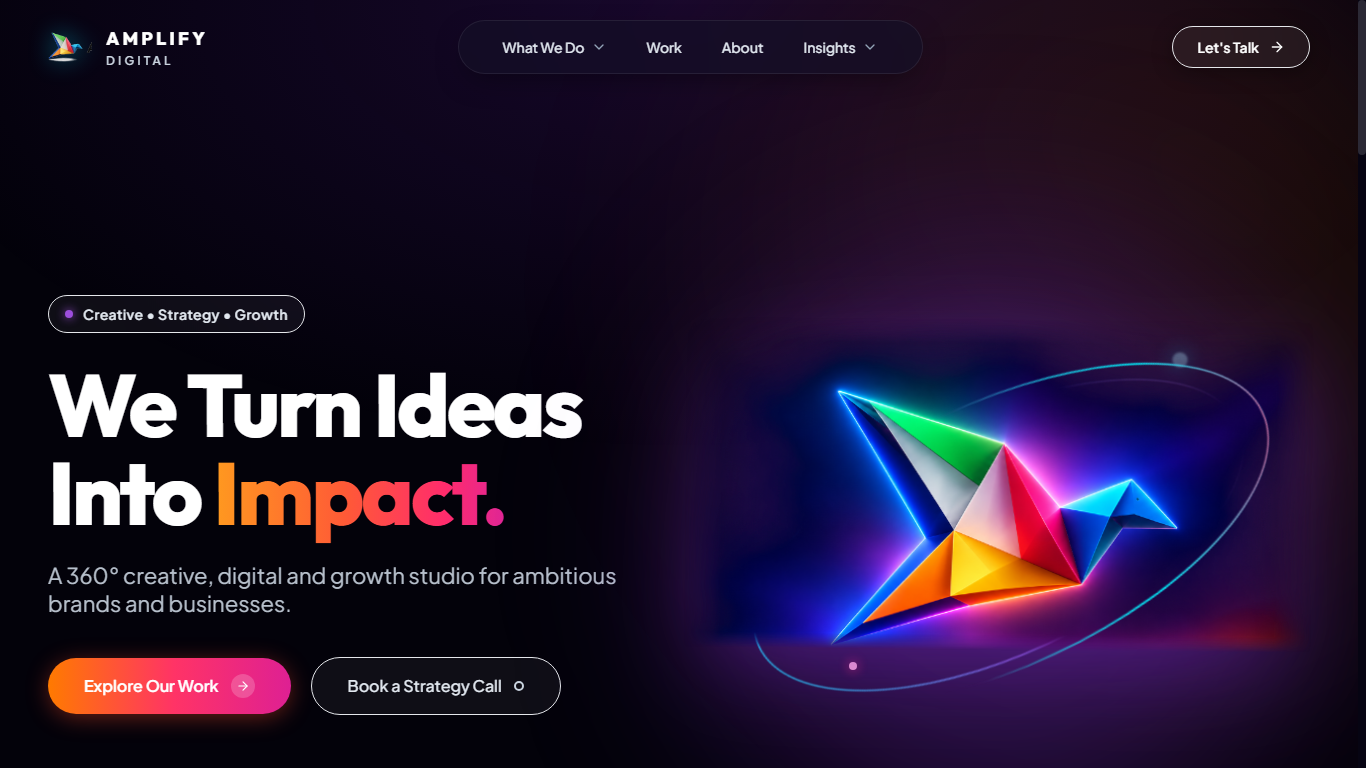 AMPLIFY
DIGITAL
What We Do
Work
About
Insights
Let's Talk
Creative • Strategy • Growth
We Turn Ideas
Into Impact.
A 360° creative, digital and growth studio for ambitious
brands and businesses.
Explore Our Work
Book a Strategy Call